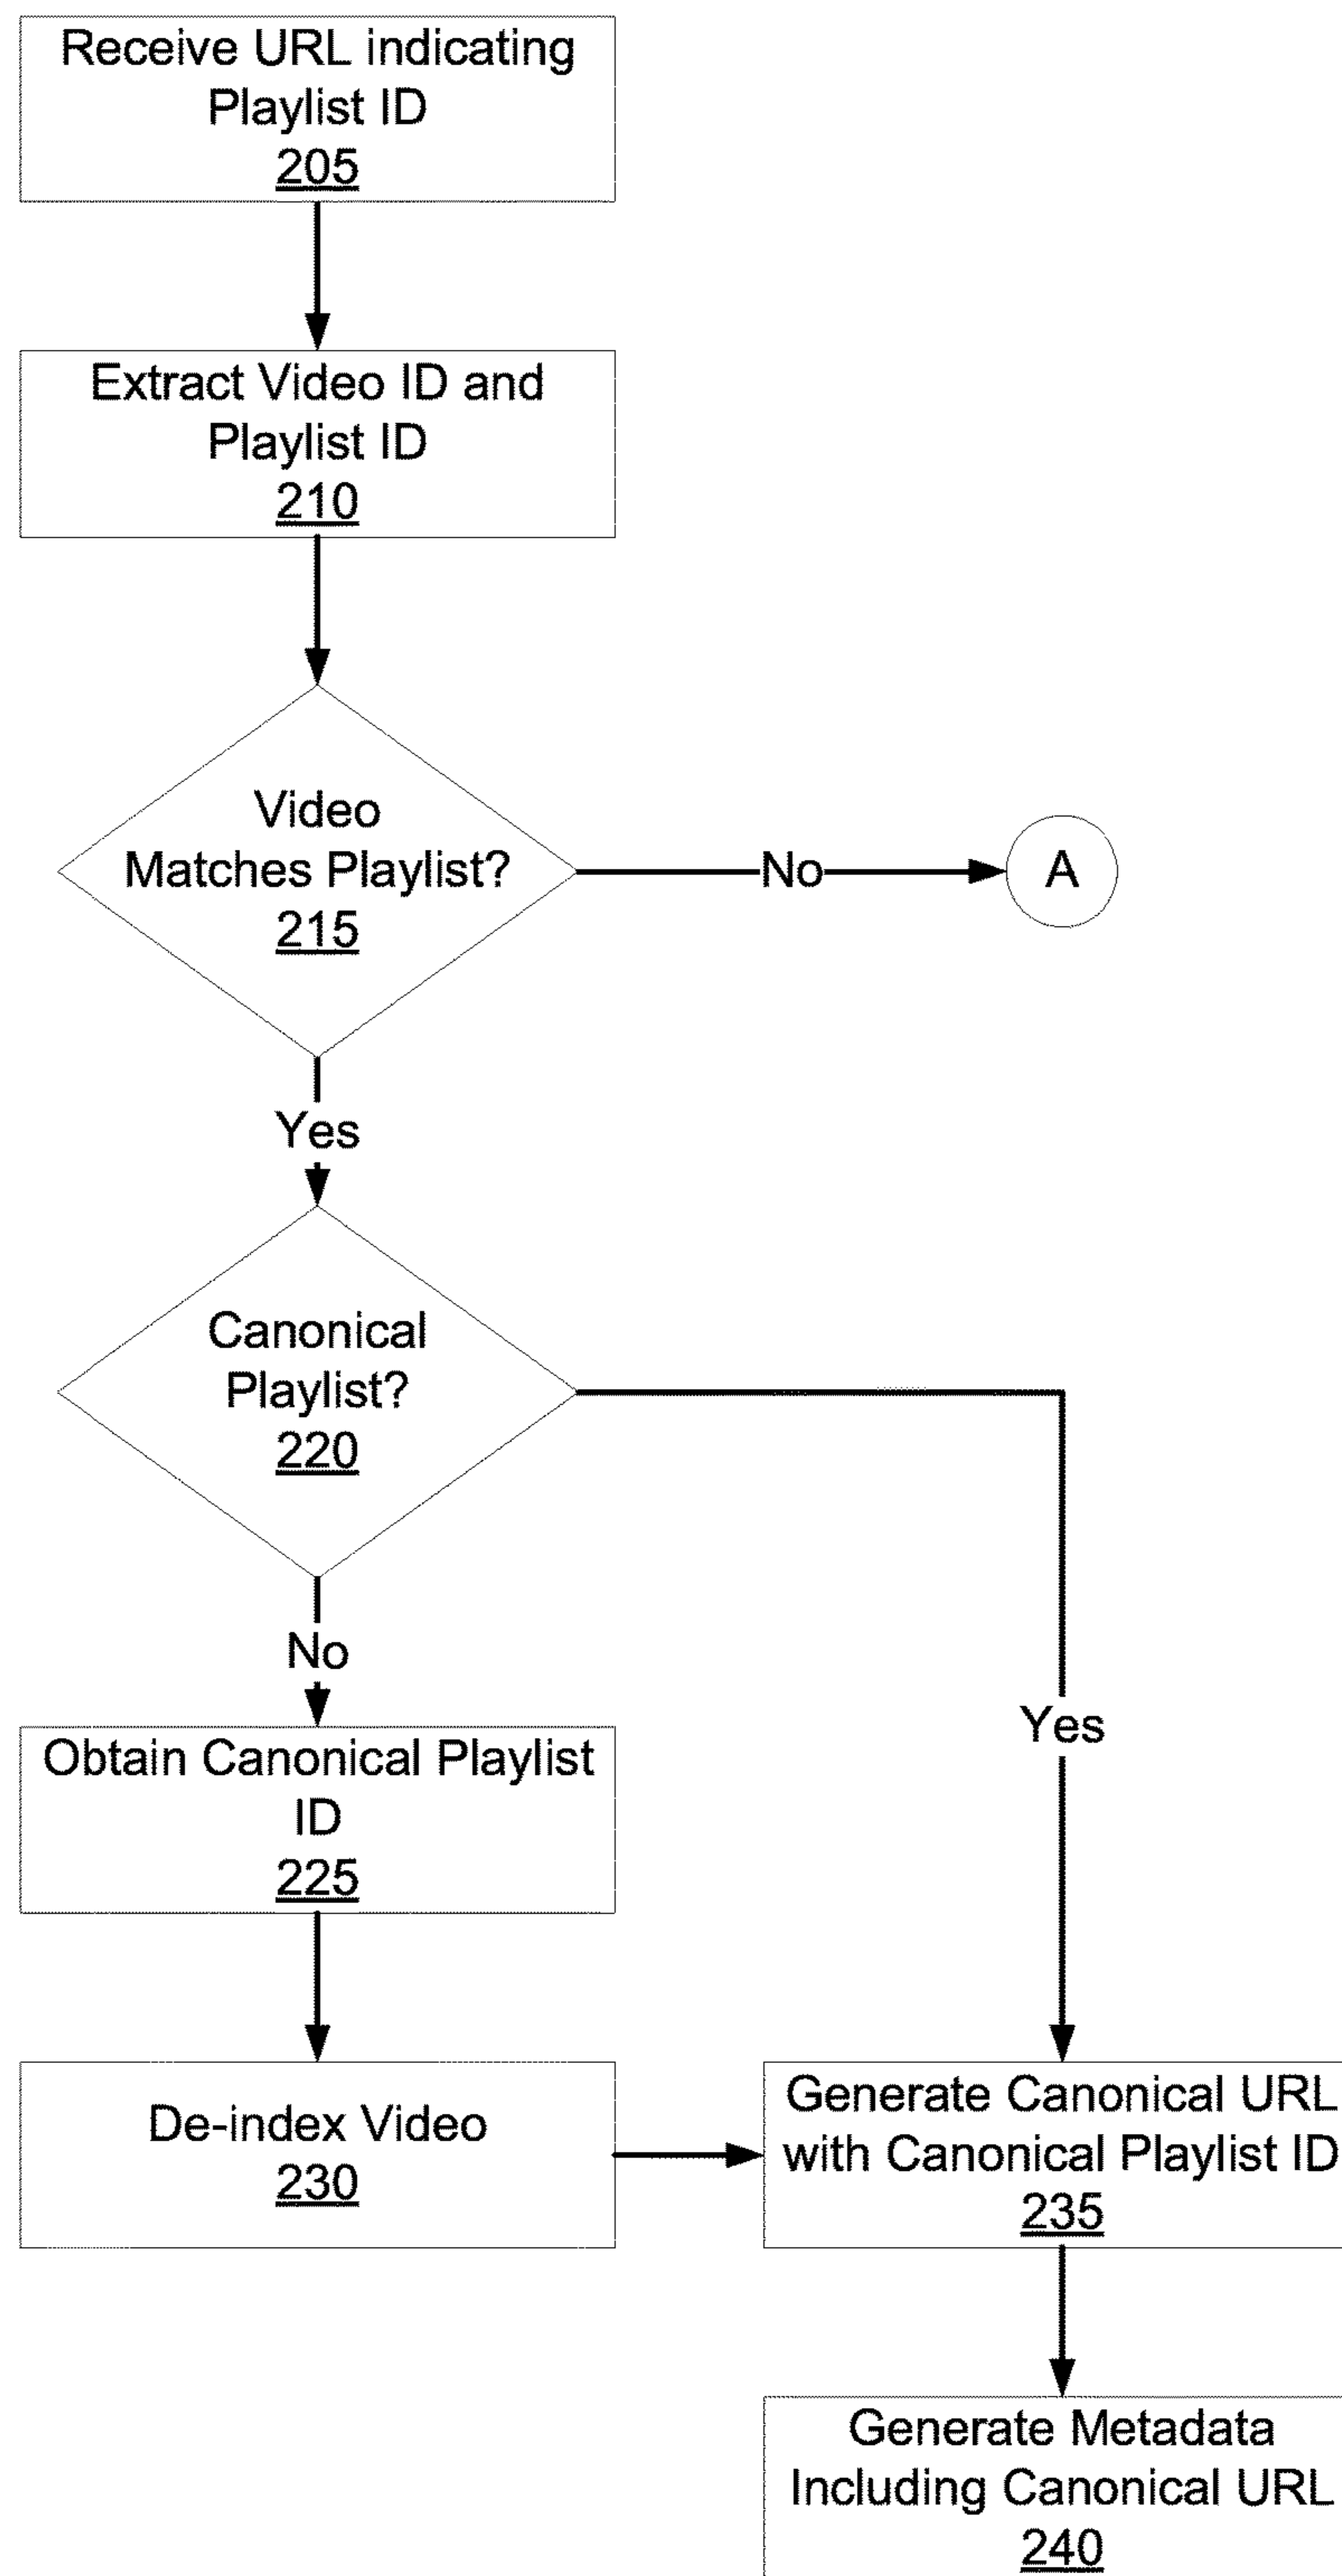 Receive URL indicating
Playlist ID
205
Extract Video ID and
Playlist ID
210
Video
Matches Playlist?
215
No
A
Yes
Canonical
Playlist?
220
No
Yes
Obtain Canonical Playlist
ID
225
De-index Video
230
Generate Canonical URL
with Canonical Playlist ID
235
Generate Metadata
Including Canonical URL
240